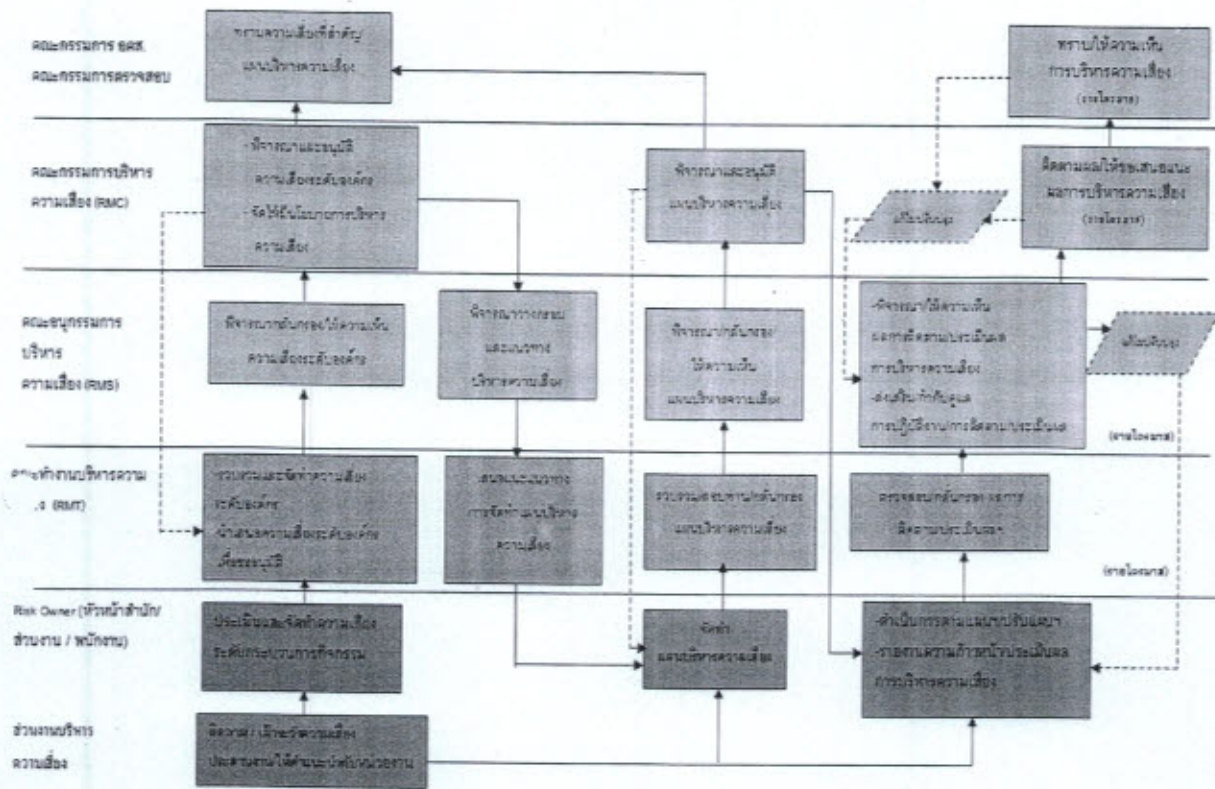 คณะกรรมการ อคส.
คณะกรรมการตรวจสอบ
ทราบความเสี่ยงที่สำคัญ
แผนบริหารความเสี่ยง
ทราบ/ให้ความเห็น
การบริหารความเสี่ยง
(รายไตรมาส)
คณะกรรมการบริหาร
ความเสี่ยง (RMC)
- พิจารณาและอนุมัติ
ความเสี่ยงระดับองค์กร
- จัดให้มีนโยบายการบริหาร
ความเสี่ยง
พิจารณาและอนุมัติ
แผนบริหารความเสี่ยง
แก้ไข/ปรับปรุง
ติดตามผล/ให้ข้อเสนอแนะ
ผลการบริหารความเสี่ยง
(รายไตรมาส)
คณะอนุกรรมการ
บริหาร
ความเสี่ยง (RMS)
พิจารณากลั่นกรอง/ให้ความเห็น
ความเสี่ยงระดับองค์กร
พิจารณาวางกรอบ
และแนวทาง
บริหารความเสี่ยง
พิจารณา/กลั่นกรอง
ให้ความเห็น
แผนบริหารความเสี่ยง
-พิจารณา/ให้ความเห็น
ผลการติดตาม/ประเมินผล
การบริหารความเสี่ยง
-ส่งเสริม/กำกับดูแล
การปฏิบัติงาน/การติดตาม/ประเมินผล
แก้ไข/ปรับปรุง
(รายไตรมาส)
ทำงานบริหารความ
(RMT)
-รวบรวมและจัดทำความเสี่ยง
ระดับองค์กร
-นำเสนอความเสี่ยงระดับองค์กร
เพื่อขออนุมัติ
เสนอแนะแนวทาง
การจัดทำแผนบริหาร
ความเสี่ยง
รวบรวม/สอบทาน/กลั่นกรอง
แผนบริหารความเสี่ยง
ตรวจสอบ/กลั่นกรอง ผลการ
ติดตาม/ประเมินผลฯ
(รายไตรมาส)
Risk Owner (หัวหน้าสำนัก/
ส่วนงาน / พนักงาน)
ประเมินและจัดทำความเสี่ยง
ระดับกระบวนการ/กิจกรรม
จัดทำ
แผนบริหารความเสี่ยง
-ดำเนินการตามแผนฯ/ปรับแผนฯ
-รายงานความก้าวหน้า/ประเมินผล
การบริหารความเสี่ยง
ส่วนงานบริหาร
ความเสี่ยง
ติดตาม / เฝ้าระวังความเสี่ยง
ประสานงาน/ให้คำแนะนำกับหน่วยงาน